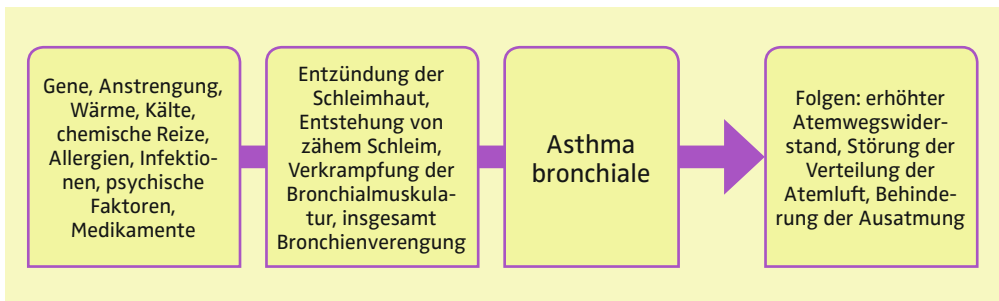 Gene, Anstrengung,
Wärme, Kälte,
chemische Reize,
Allergien, Infektio-
nen, psychische
Faktoren,
Medikamente
Entzündung der
Schleimhaut,
Entstehung von
zähem Schleim,
Verkrampfung der
Bronchialmuskula-
tur, insgesamt
Bronchienverengung
Asthma
bronchiale
Folgen: erhöhter
Atemwegswider-
stand, Störung der
Verteilung der
Atemluft, Behinde-
rung der Ausatmung